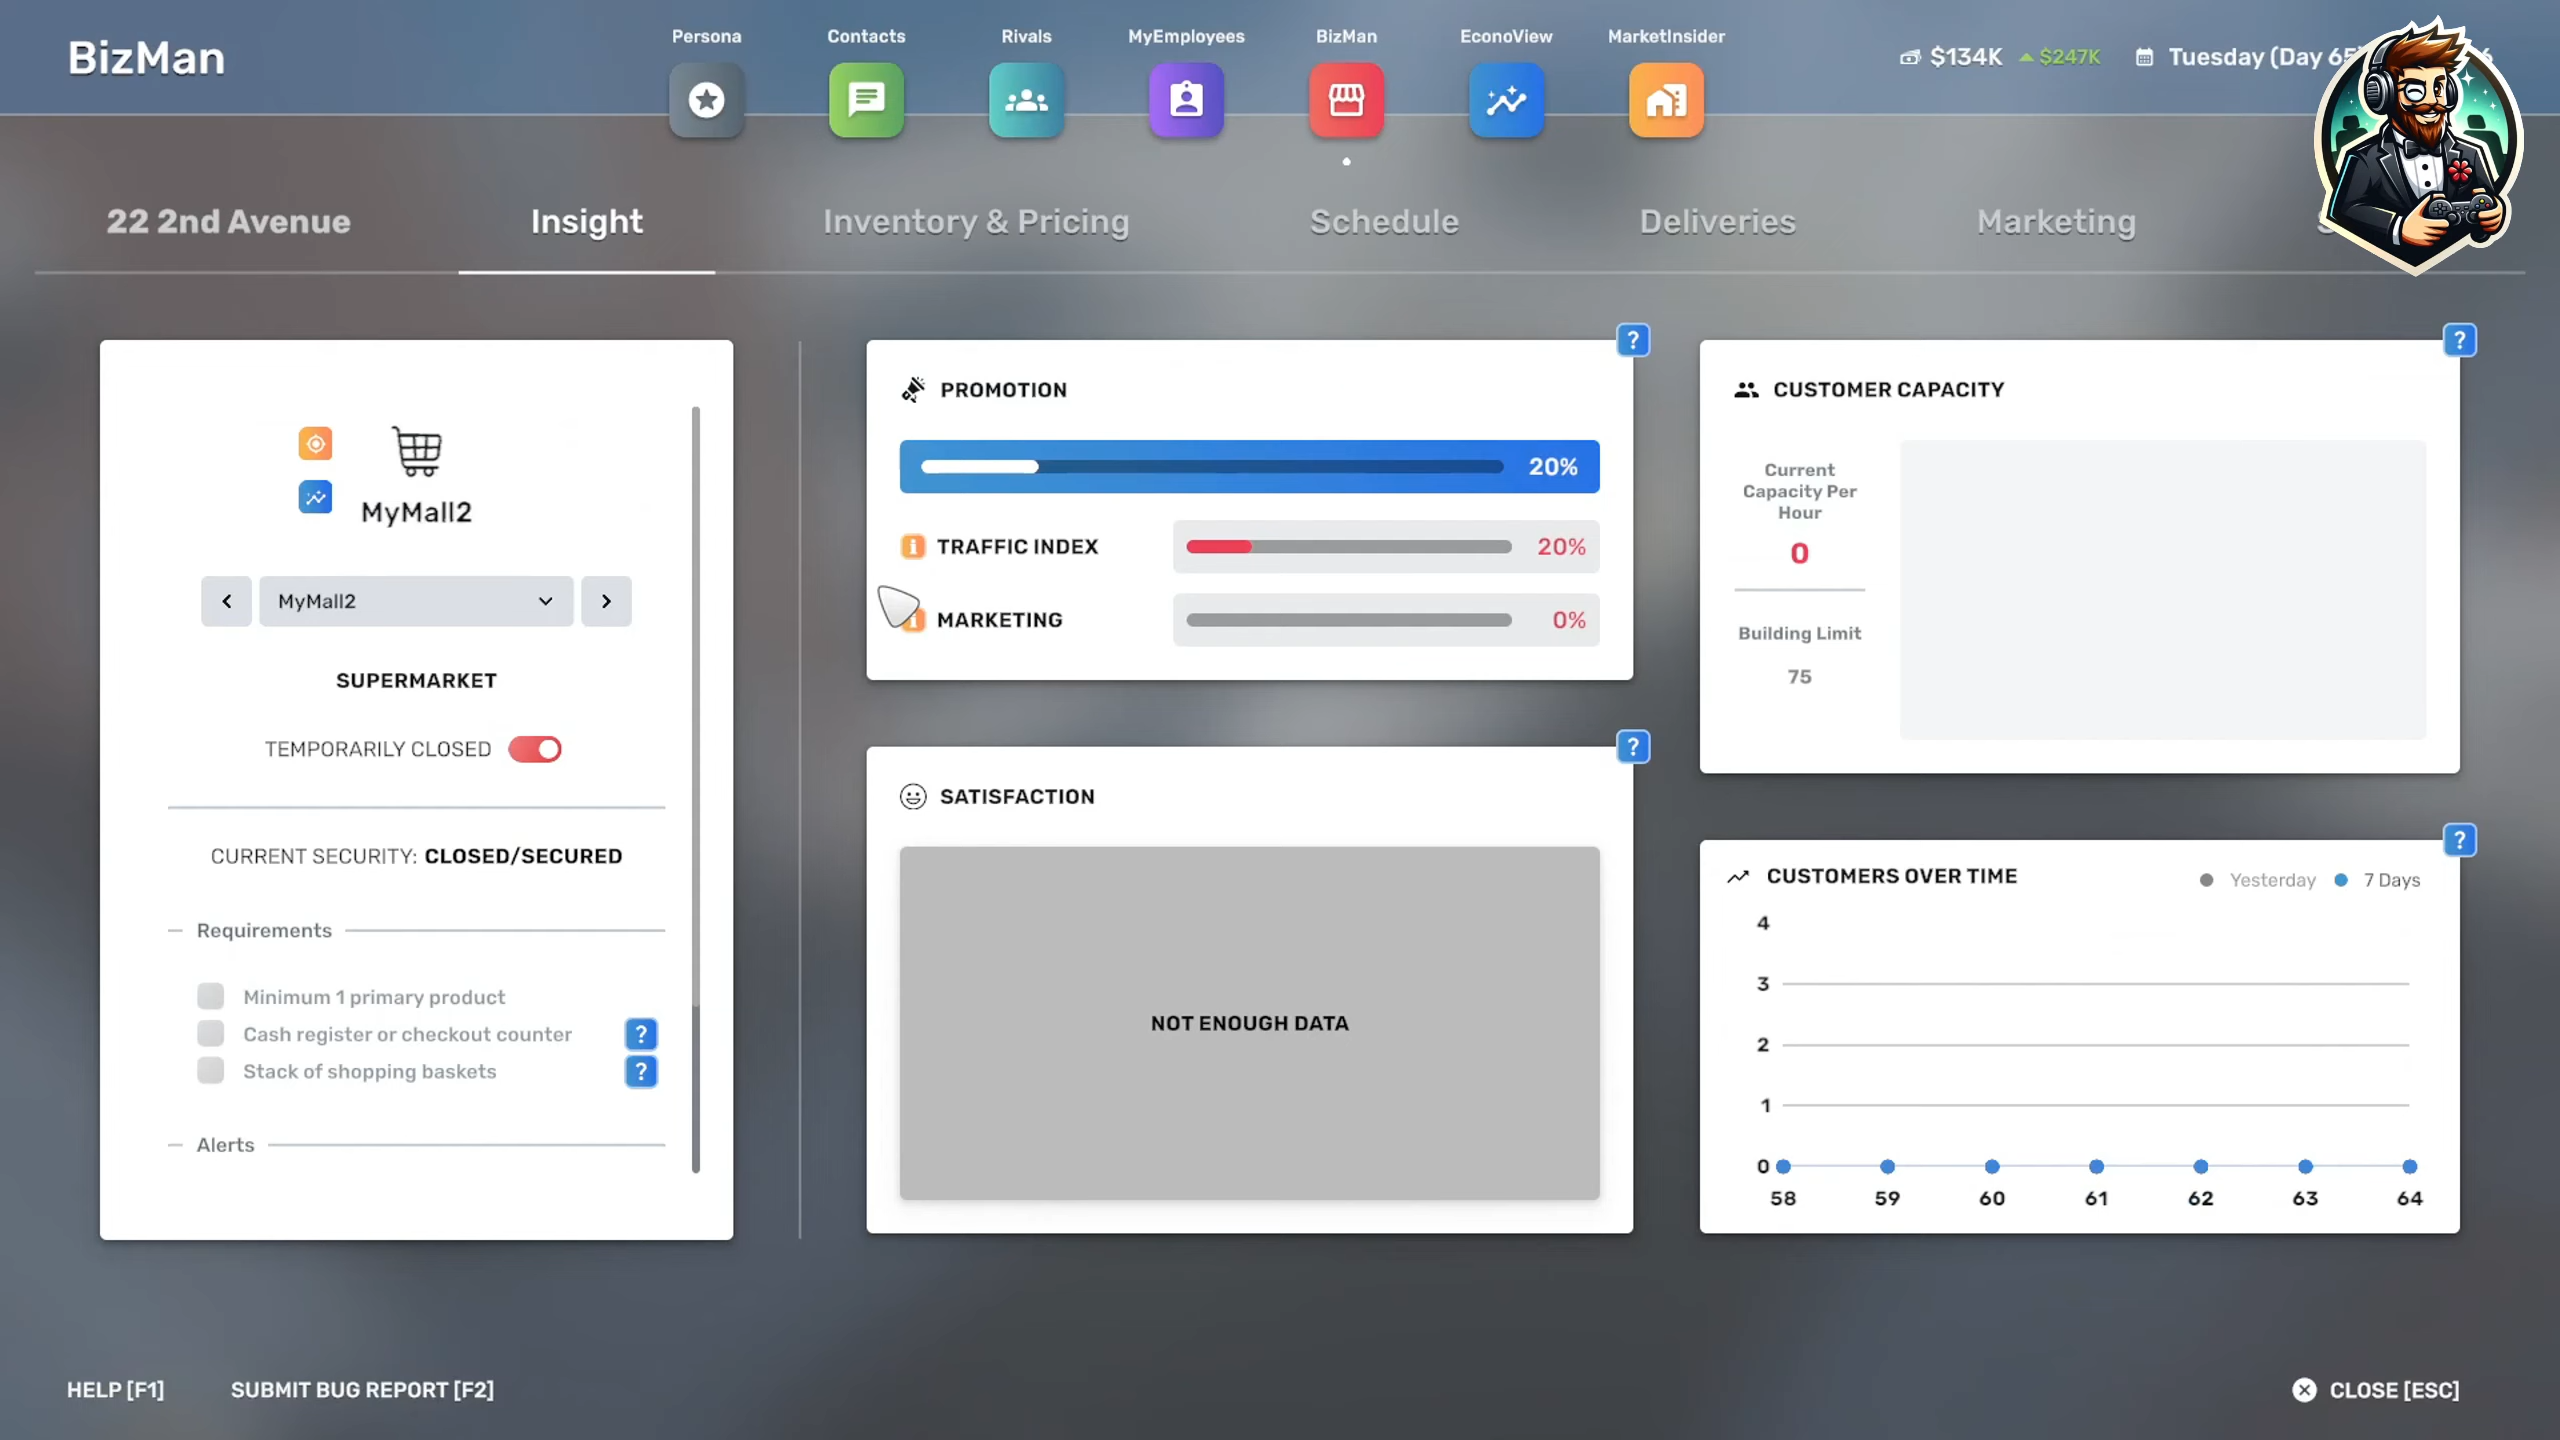 BizMan
Persona
Contacts
Rivals
MyEmployees
BizMan
EconoView
MarketInsider
$134K
$247K
Tuesday (Day 65
22 2nd Avenue
Insight
Inventory & Pricing
Schedule
Deliveries
Marketing
MyMall2
MyMall2
SUPERMARKET
TEMPORARILY CLOSED
CURRENT SECURITY: CLOSED/SECURED
Requirements
Minimum 1 primary product
Cash register or checkout counter
?
Stack of shopping baskets
?
Alerts
?
PROMOTION
20%
TRAFFIC INDEX
20%
MARKETING
0%
?
SATISFACTION
NOT ENOUGH DATA
?
CUSTOMER CAPACITY
Current
Capacity Per
Hour
0
Building Limit
75
?
CUSTOMERS OVER TIME
Yesterday
7 Days
4
3
2
1
0
58 59 60 61 62 63 64
HELP [F1]
SUBMIT BUG REPORT [F2]
CLOSE [ESC]